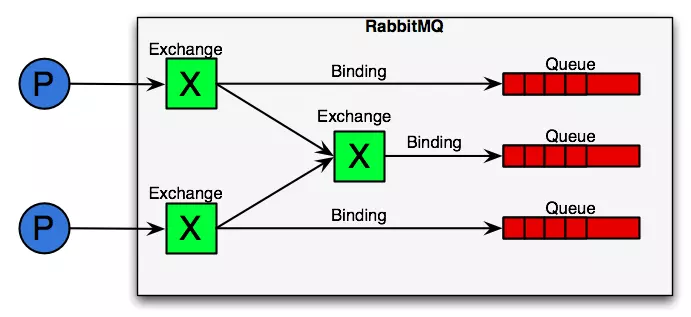 RabbitMQ
Exchange
Binding
Queue
P
X
Exchange
Binding
Queue
X
Exchange
Binding
Queue
P
X